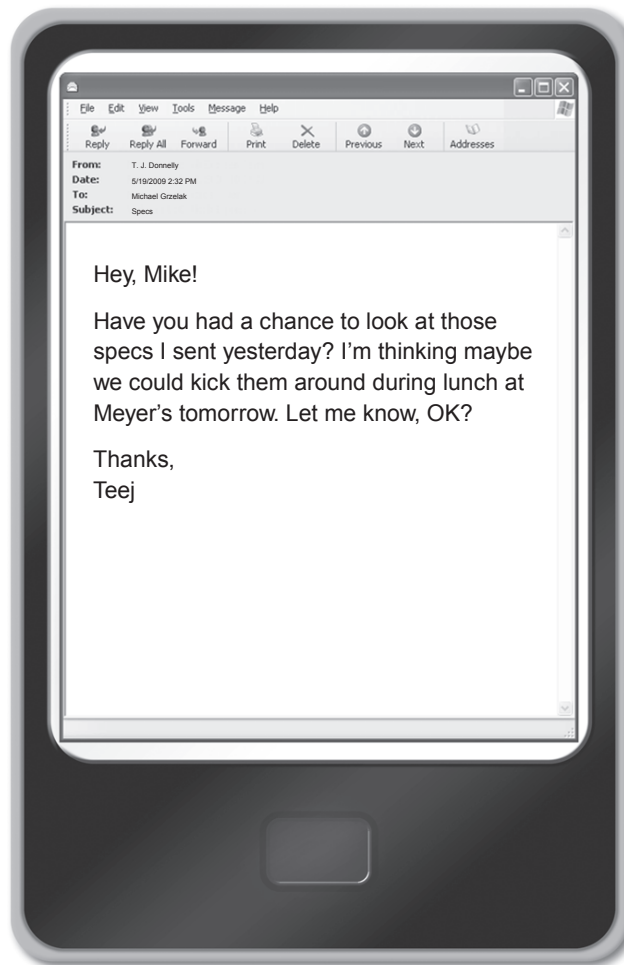 File Edit View Tools Message Help
Reply Reply All Forward Print Delete Previous Next Addresses
From: T. J. Donnelly
Date: 5/19/2009 2:32 PM
To: Michael Grzelak
Subject: Specs
Hey, Mike!
Have you had a chance to look at those
specs I sent yesterday? I’m thinking maybe
we could kick them around during lunch at
Meyer’s tomorrow. Let me know, OK?
Thanks,
Teej